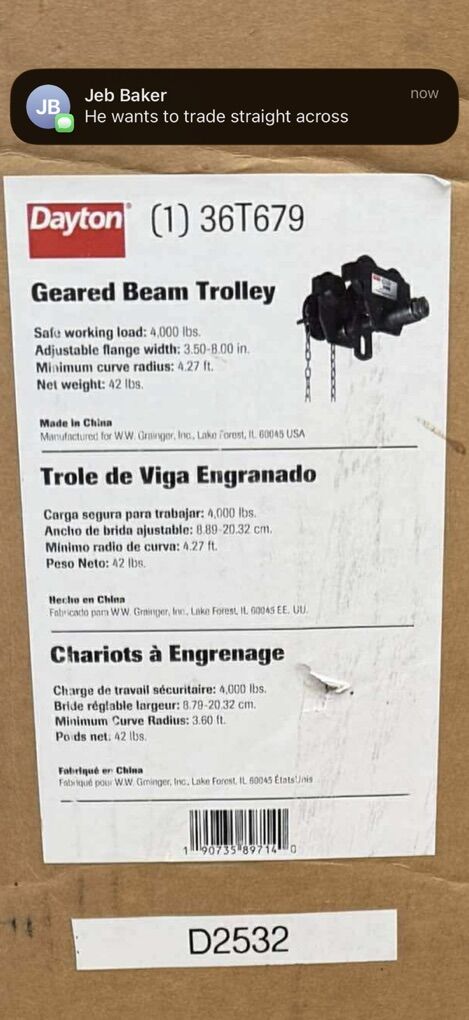 JB
Jeb Baker
now
He wants to trade straight across
Dayton® (1) 36T679
Geared Beam Trolley
Safe working load: 4,000 lbs.
Adjustable flange width: 3.50-8.00 in.
Minimum curve radius: 4.27 ft.
Net weight: 42 lbs.
Made in China
Manufactured for W.W. Grainger, Inc., Lake Forest, IL 60045 USA
Trole de Viga Engranado
Carga segura para trabajar: 4,000 lbs.
Ancho de brida ajustable: 8.89-20.32 cm.
Mínimo radio de curva: 4.27 ft.
Peso Neto: 42 lbs.
Hecho en China
Fabricado para W.W. Grainger, Inc., Lake Forest, IL 60045 EE. UU.
Chariots à Engrenage
Charge de travail sécuritaire: 4,000 lbs.
Bride réglable largeur: 8.79-20.32 cm.
Minimum Curve Radius: 3.60 ft.
Poids net: 42 lbs.
Fabriqué en China
Fabriqué pour W.W. Grainger, Inc., Lake Forest, IL 60045 ÉtatsUnis
1 90735 89714 0
D2532